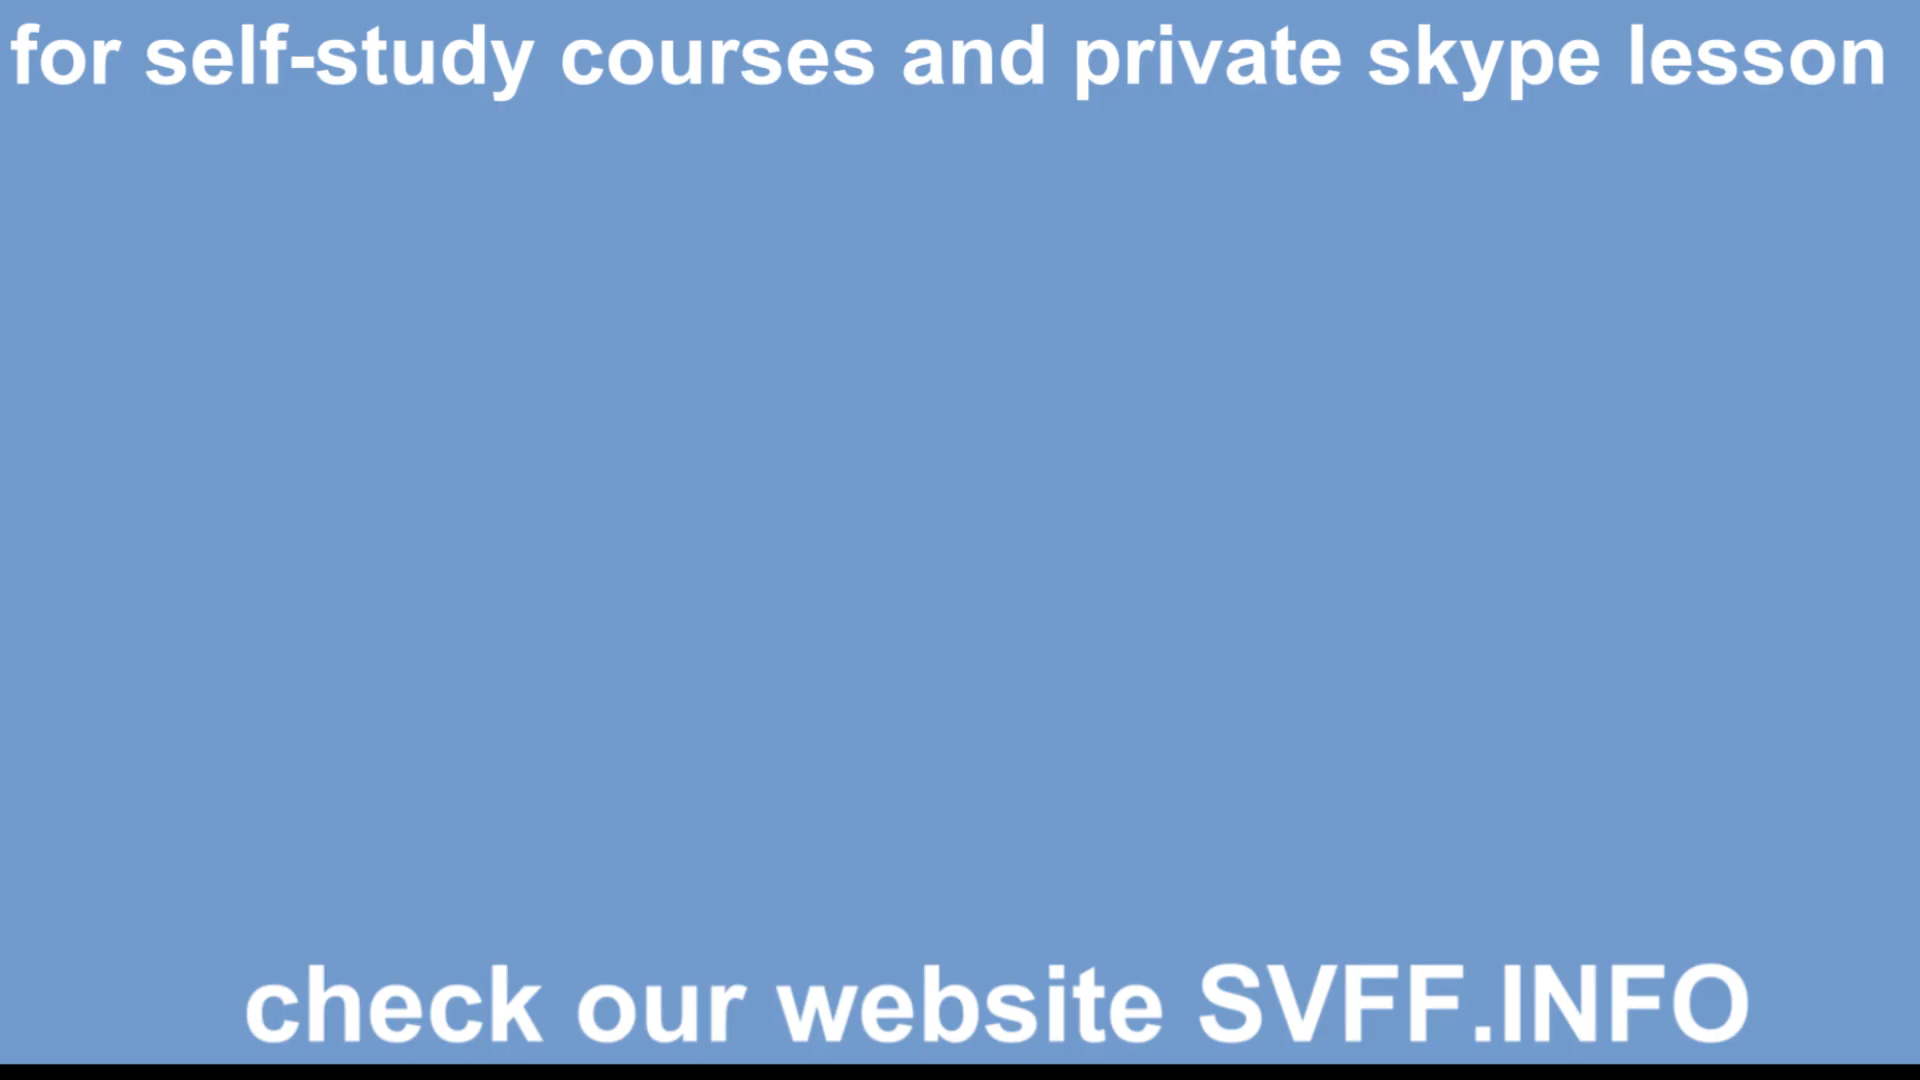 for self-study courses and private skype lesson
check our website SVFF.INFO